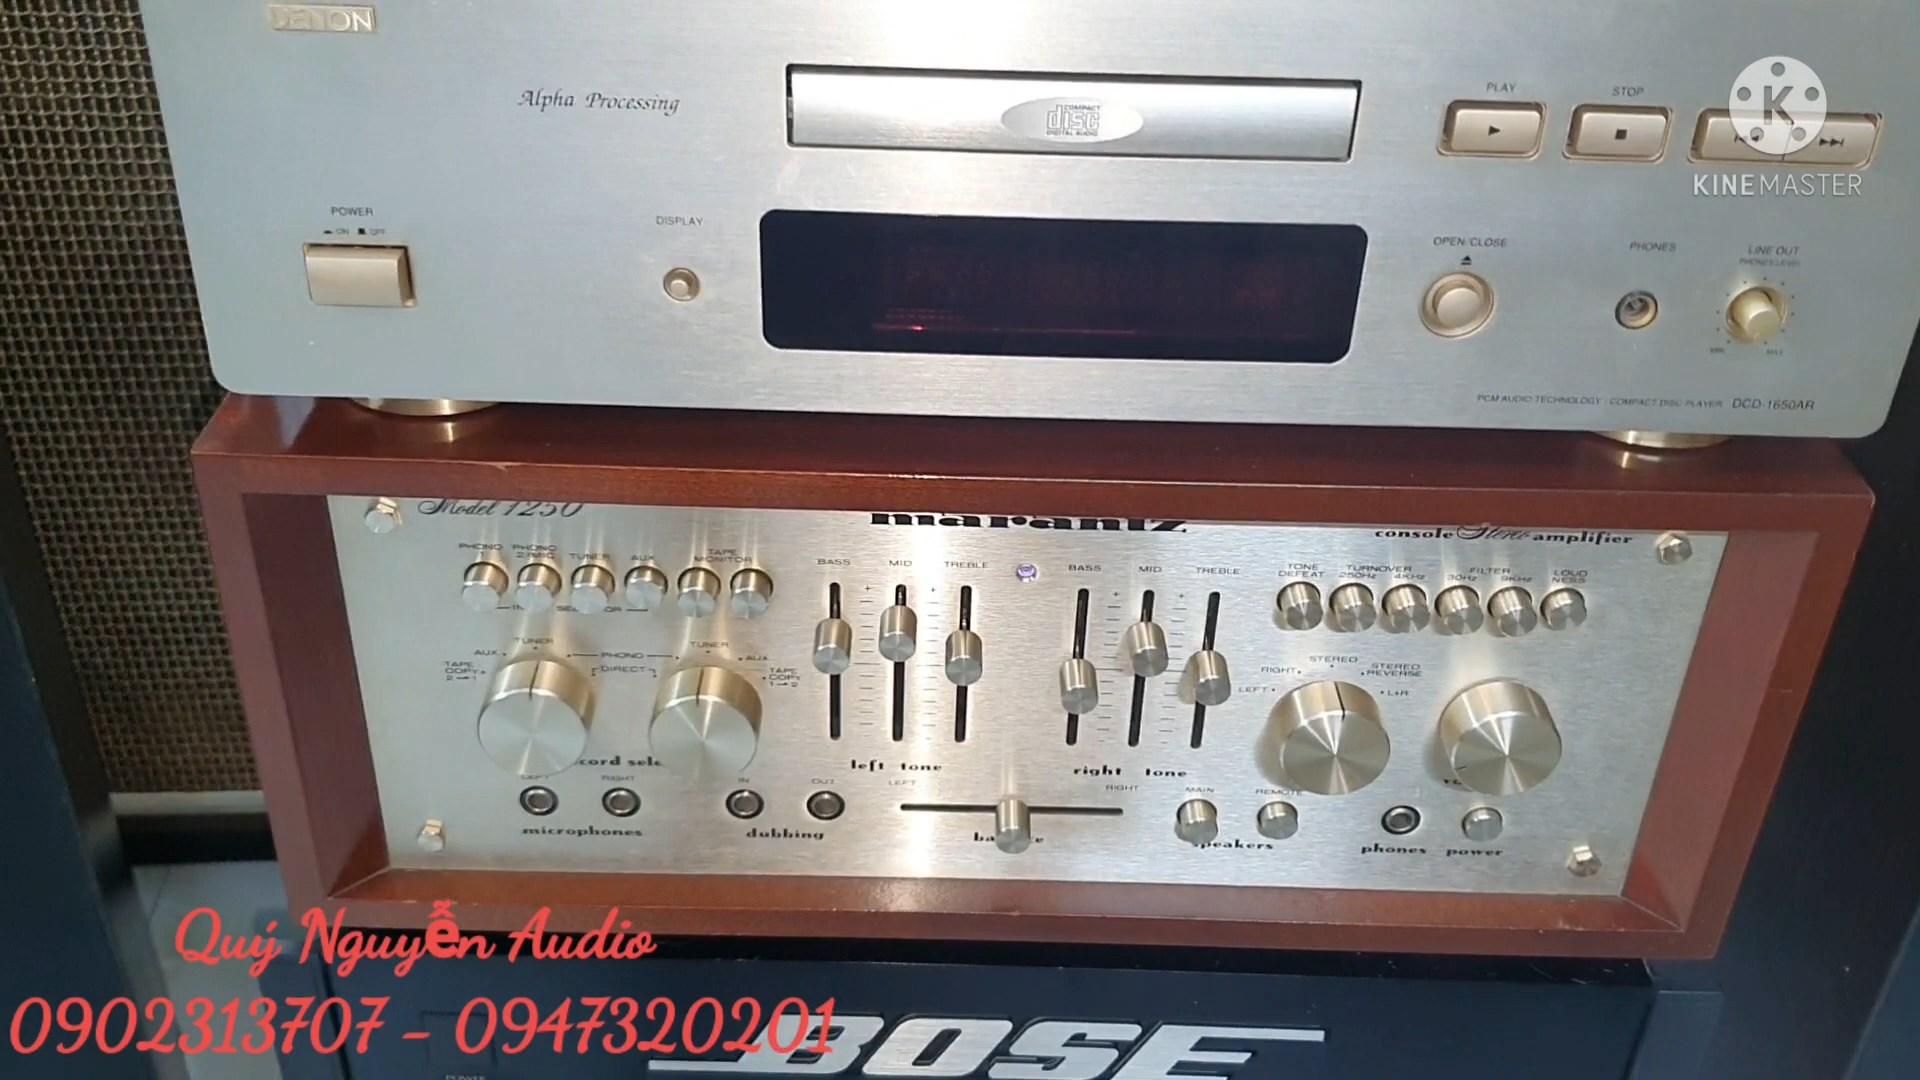 DENON
Alpha Processing
COMPACT
disc
DIGITAL AUDIO
PLAY
STOP
K
KINEMASTER
POWER
ON OFF
DISPLAY
OPEN/CLOSE
PHONES
LINE OUT
PHONES LEVEL
MIN MAX
PCM AUDIO TECHNOLOGY / COMPACT DISC PLAYER DCD-1650AR
Model 1250
marantz
console Stereo amplifier
PHONO 1
PHONO 2/MIC
TUNER
AUX
TAPE MONITOR
BASS MID TREBLE
BASS MID TREBLE
TONE DEFEAT
TURNOVER
250Hz 4KHz
FILTER
30Hz 9KHz
LOUDNESS
AUX TUNER
PHONO
DIRECT
TAPE COPY 2→1
TUNER AUX
TAPE COPY 1→2
LEFT RIGHT STEREO STEREO REVERSE L+R
left tone
right tone
LEFT RIGHT
IN OUT
LEFT RIGHT
MAIN REMOTE
microphones
dubbing
speakers
phones power
Quý Nguyễn Audio
0902313707 - 0947320201
BOSE
POWER